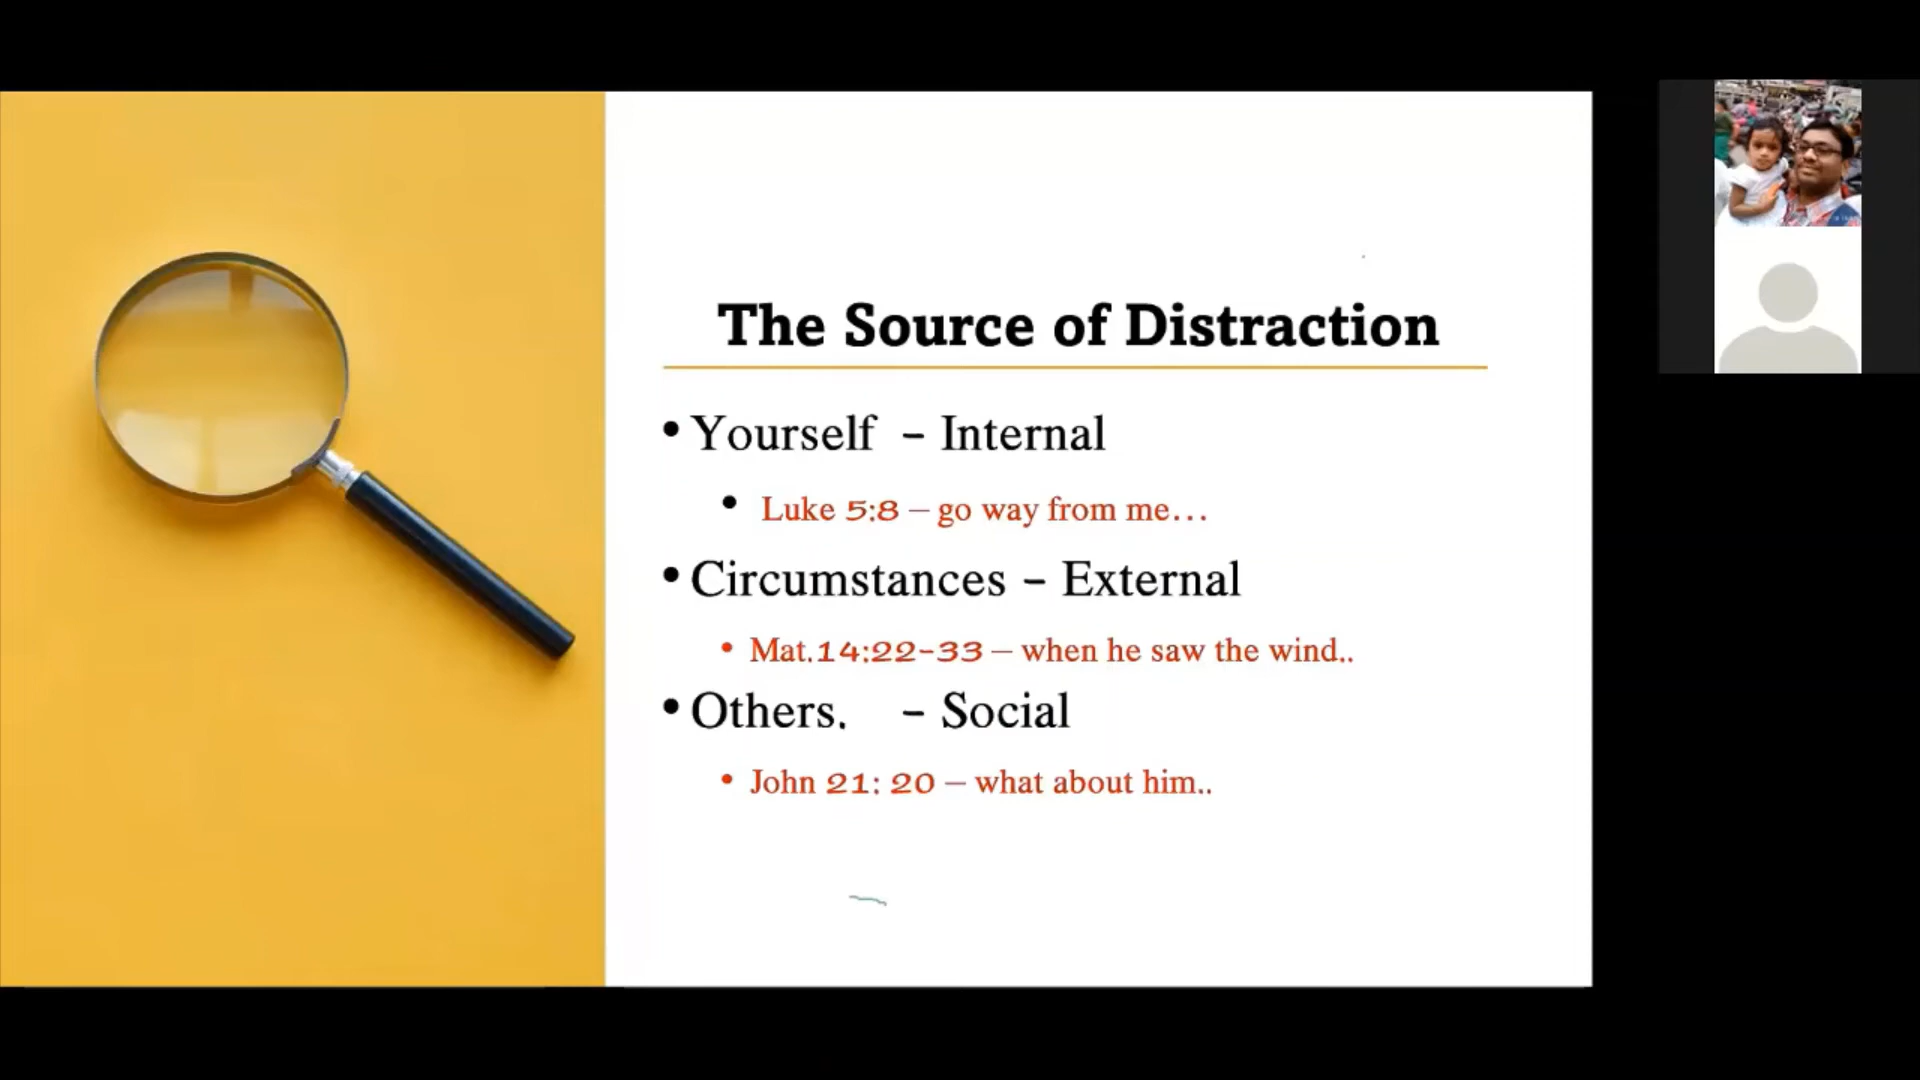 The Source of Distraction
• Yourself – Internal
• Luke 5:8 – go way from me...
• Circumstances – External
• Mat.14:22-33 – when he saw the wind..
• Others. – Social
• John 21: 20 – what about him..